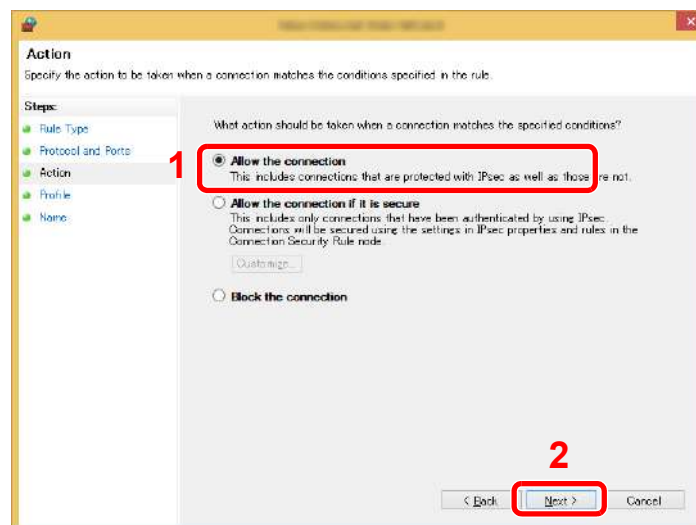 Action
Specify the action to be taken when a connection matches the conditions specified in the rule.
Steps:
Rule Type
Protocol and Ports
Action
Profile
Name
What action should be taken when a connection matches the specified conditions?
1
Allow the connection
This includes connections that are protected with IPsec as well as those are not.
Allow the connection if it is secure
This includes only connections that have been authenticated by using IPsec.
Connections will be secured using the settings in IPsec properties and rules in the
Connection Security Rule node.
Customize...
Block the connection
2
< Back
Next >
Cancel